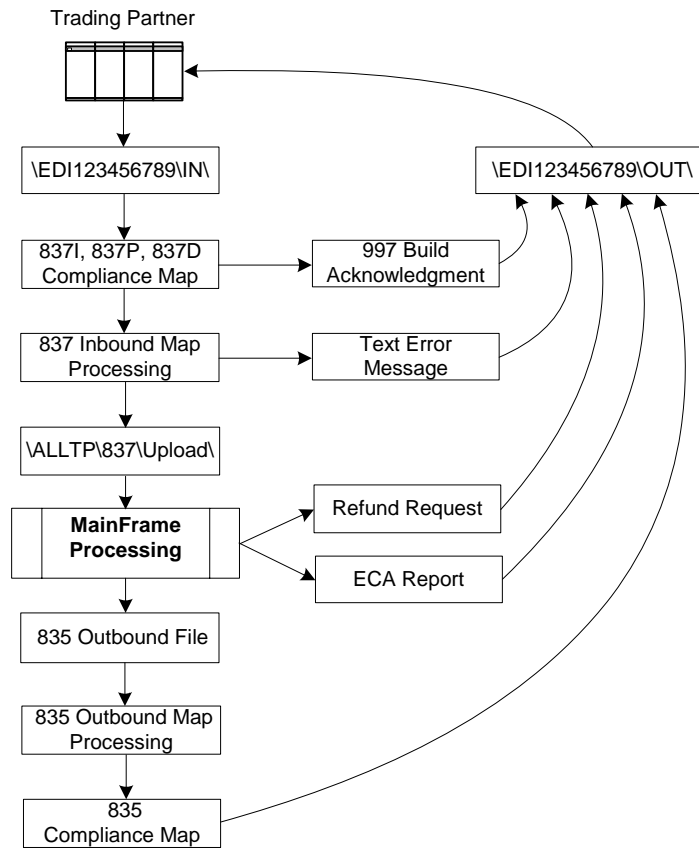 Trading Partner
\EDI123456789\IN\
\EDI123456789\OUT\
837I, 837P, 837D
Compliance Map
997 Build
Acknowledgment
837 Inbound Map
Processing
Text Error
Message
\ALLTP\837\Upload\
MainFrame
Processing
Refund Request
ECA Report
835 Outbound File
835 Outbound Map
Processing
835
Compliance Map